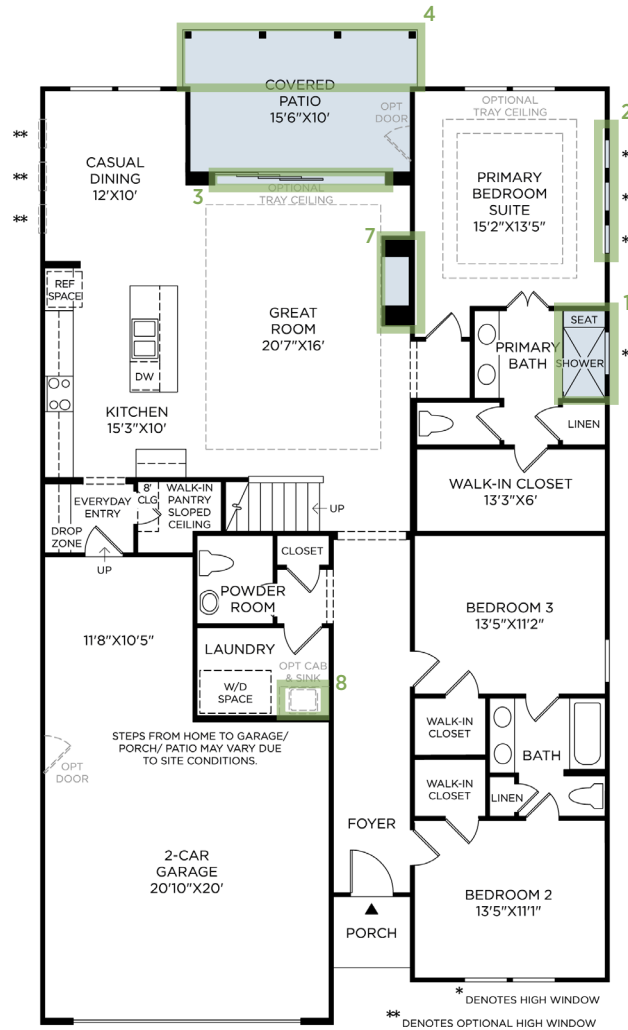 4
COVERED
PATIO
15'6"X10'
OPT
DOOR
OPTIONAL
TRAY CEILING
2
**
**
**
CASUAL
DINING
12'X10'
3
OPTIONAL
TRAY CEILING
PRIMARY
BEDROOM
SUITE
15'2"X13'5"
*
*
*
7
REF
SPACE
GREAT
ROOM
20'7"X16'
DW
KITCHEN
15'3"X10'
1
SEAT
SHOWER
*
PRIMARY
BATH
LINEN
WALK-IN CLOSET
13'3"X6'
EVERYDAY
ENTRY
DROP
ZONE
UP
8'
CLG
WALK-IN
PANTRY
SLOPED
CEILING
UP
CLOSET
POWDER
ROOM
BEDROOM 3
13'5"X11'2"
11'8"X10'5"
LAUNDRY
W/D
SPACE
OPT CAB
& SINK
8
STEPS FROM HOME TO GARAGE/
PORCH/ PATIO MAY VARY DUE
TO SITE CONDITIONS.
OPT
DOOR
WALK-IN
CLOSET
BATH
WALK-IN
CLOSET
LINEN
FOYER
2-CAR
GARAGE
20'10"X20'
BEDROOM 2
13'5"X11'1"
PORCH
* DENOTES HIGH WINDOW
** DENOTES OPTIONAL HIGH WINDOW